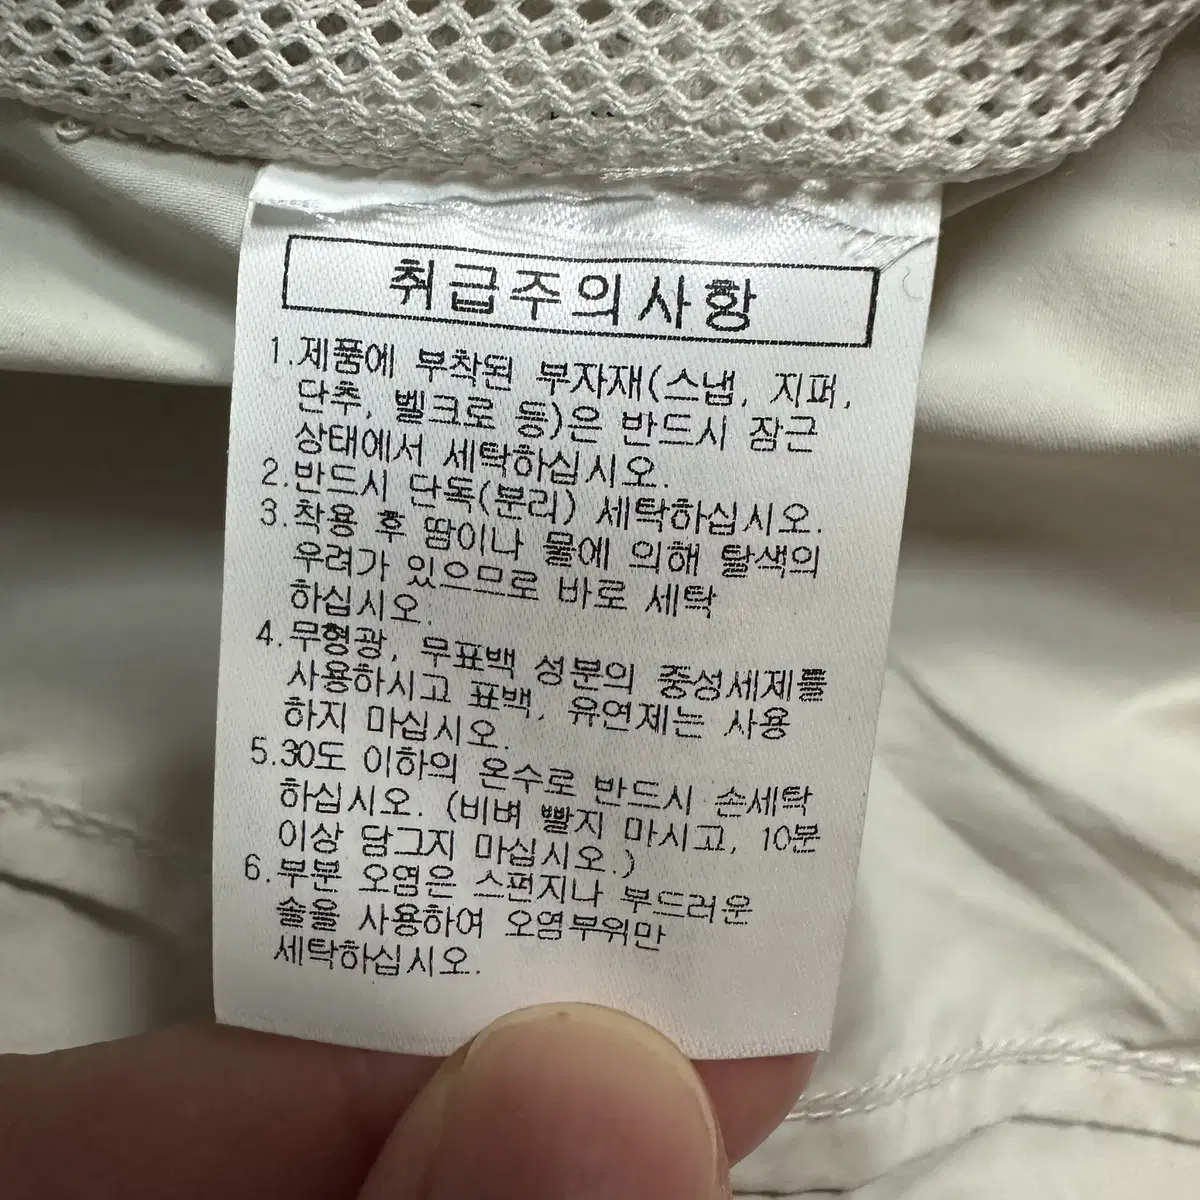 취급주의사항
1.제품에 부착된 부자재(스냅, 지퍼,
단추, 벨크로 등)은 반드시 잠근
상태에서 세탁하십시오.
2.반드시 단독(분리) 세탁하십시오.
3.착용 후 땀이나 물에 의해 탈색의
우려가 있으므로 바로 세탁
하십시오.
4.무형광, 무표백 성분의 중성세제를
사용하시고 표백, 유연제는 사용
하지 마십시오.
5.30도 이하의 온수로 반드시 손세탁
하십시오. (비벼 빨지 마시고, 10분
이상 담그지 마십시오.)
6.부분 오염은 스펀지나 부드러운
솔을 사용하여 오염부위만
세탁하십시오.